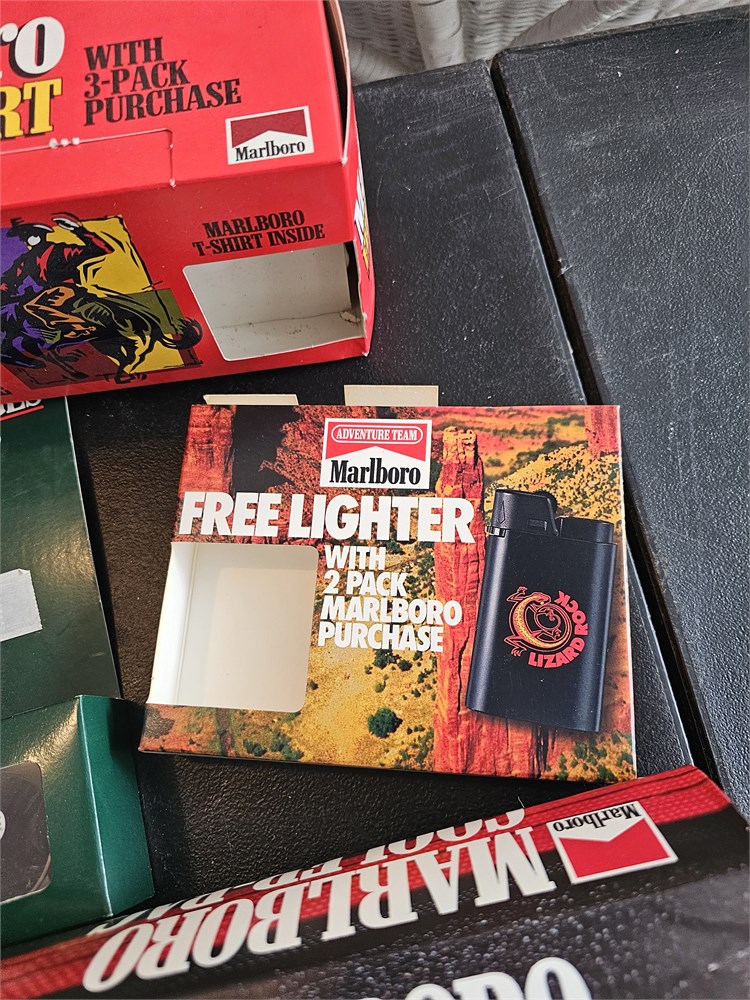 WITH
3-PACK
PURCHASE
Marlboro
MARLBORO
T-SHIRT INSIDE
ADVENTURE TEAM
Marlboro
FREE LIGHTER
WITH
2 PACK
MARLBORO
PURCHASE
LIZARD ROCK
Marlboro
MARLBORO